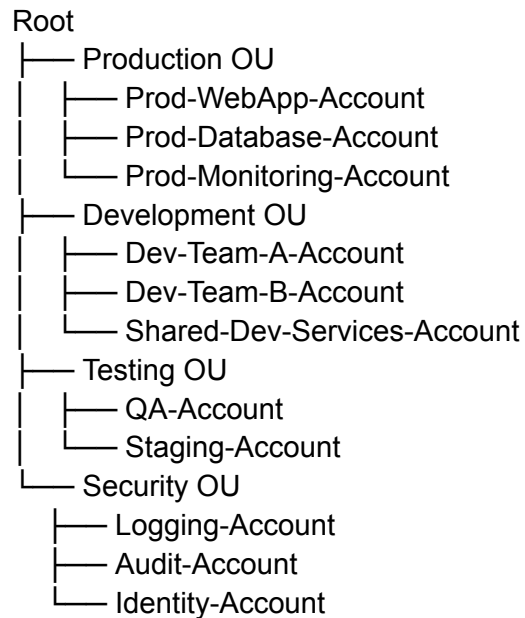 Root
├── Production OU
│   ├── Prod-WebApp-Account
│   ├── Prod-Database-Account
│   └── Prod-Monitoring-Account
├── Development OU
│   ├── Dev-Team-A-Account
│   ├── Dev-Team-B-Account
│   └── Shared-Dev-Services-Account
├── Testing OU
│   ├── QA-Account
│   └── Staging-Account
└── Security OU
    ├── Logging-Account
    ├── Audit-Account
    └── Identity-Account